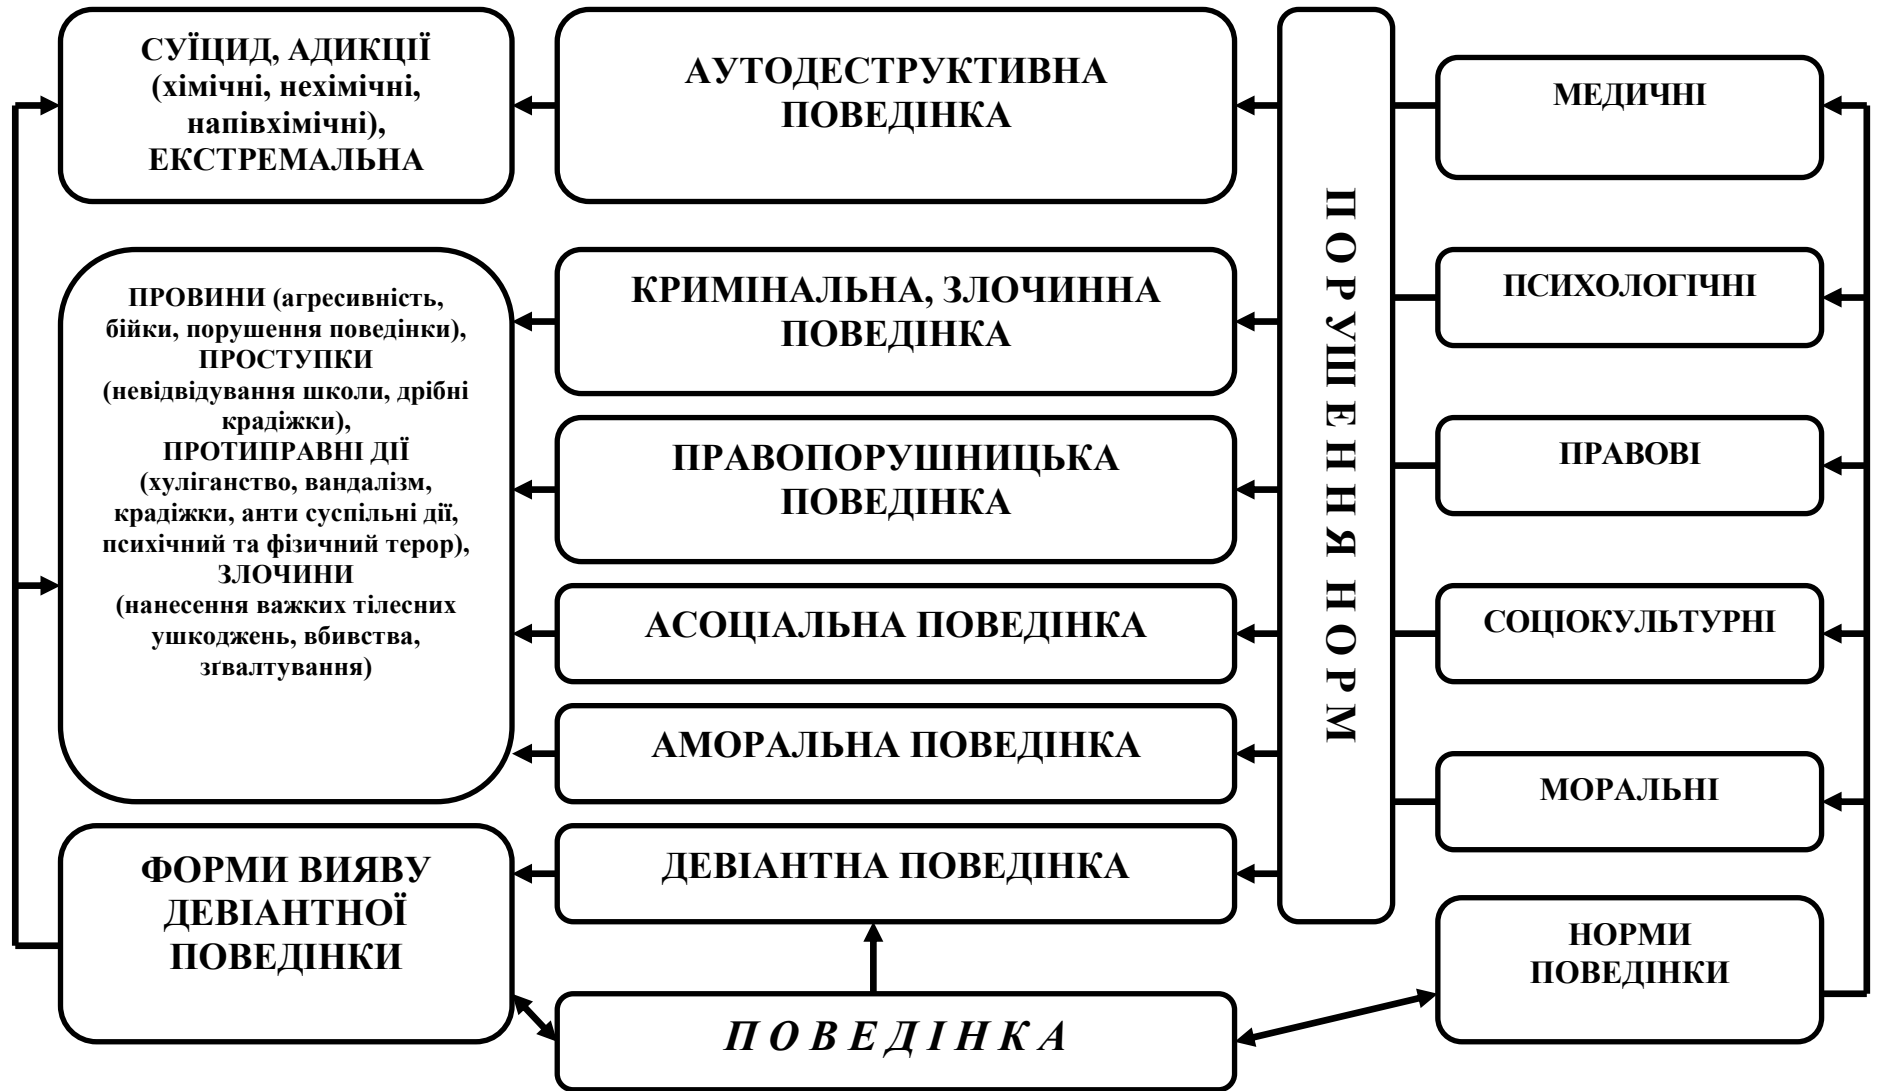 СУЇЦИД, АДИКЦІЇ
(хімічні, нехімічні,
напівхімічні),
ЕКСТРЕМАЛЬНА
АУТОДЕСТРУКТИВНА
ПОВЕДІНКА
МЕДИЧНІ
ПРОВИНИ (агресивність,
бійки, порушення поведінки),
ПРОСТУПКИ
(невідвідування школи, дрібні
крадіжки),
ПРОТИПРАВНІ ДІЇ
(хуліганство, вандалізм,
крадіжки, анти суспільні дії,
психічний та фізичний терор),
ЗЛОЧИНИ
(нанесення важких тілесних
ушкоджень, вбивства,
зґвалтування)
КРИМІНАЛЬНА, ЗЛОЧИННА
ПОВЕДІНКА
ПРАВОПОРУШНИЦЬКА
ПОВЕДІНКА
АСОЦІАЛЬНА ПОВЕДІНКА
АМОРАЛЬНА ПОВЕДІНКА
П О Р У Ш Е Н Н Я Н О Р М
ПСИХОЛОГІЧНІ
ПРАВОВІ
СОЦІОКУЛЬТУРНІ
МОРАЛЬНІ
ФОРМИ ВИЯВУ
ДЕВІАНТНОЇ
ПОВЕДІНКИ
ДЕВІАНТНА ПОВЕДІНКА
НОРМИ
ПОВЕДІНКИ
П О В Е Д І Н К А